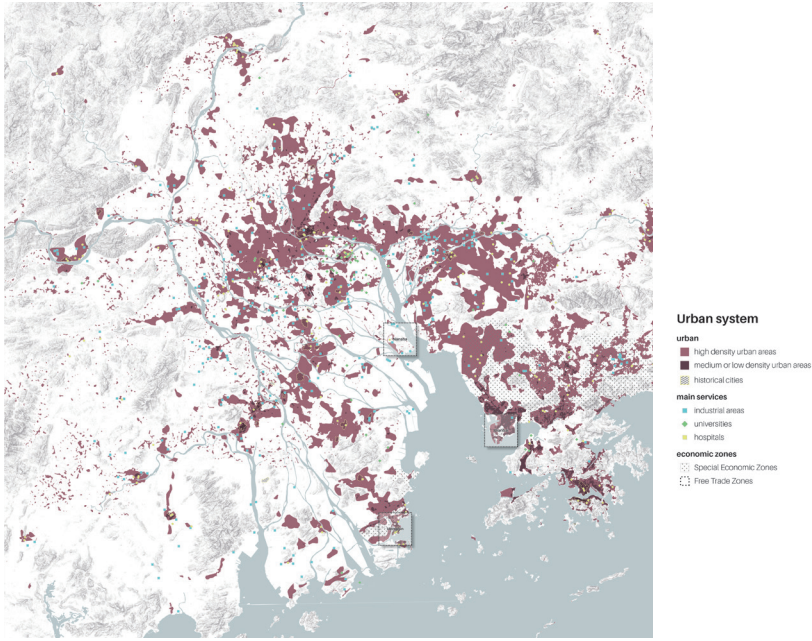 Urban system
urban
high density urban areas
medium or low density urban areas
historical cities
main services
industrial areas
universities
hospitals
economic zones
Special Economic Zones
Free Trade Zones